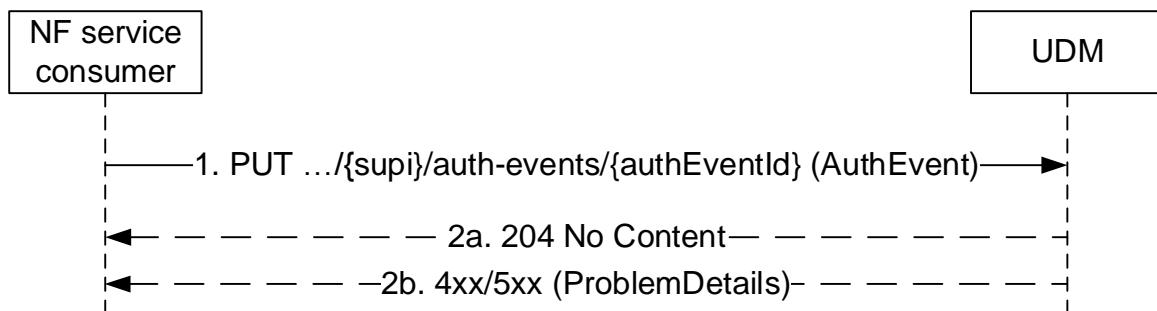 NF service
consumer
UDM
1. PUT …/{supi}/auth-events/{authEventId} (AuthEvent)
2a. 204 No Content
2b. 4xx/5xx (ProblemDetails)